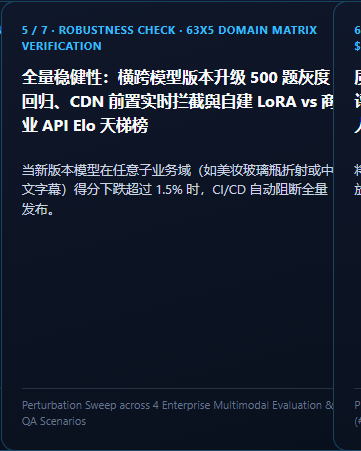 5 / 7 · ROBUSTNESS CHECK · 63X5 DOMAIN MATRIX
VERIFICATION
全量稳健性：横跨模型版本升级 500 题灰度
回归、CDN 前置实时拦截與自建 LoRA vs 商
业 API Elo 天梯榜
当新版本模型在任意子业务域（如美妆玻璃瓶折射或中
文字幕）得分下跌超过 1.5% 时，CI/CD 自动阻断全量
发布。
Perturbation Sweep across 4 Enterprise Multimodal Evaluation &
QA Scenarios